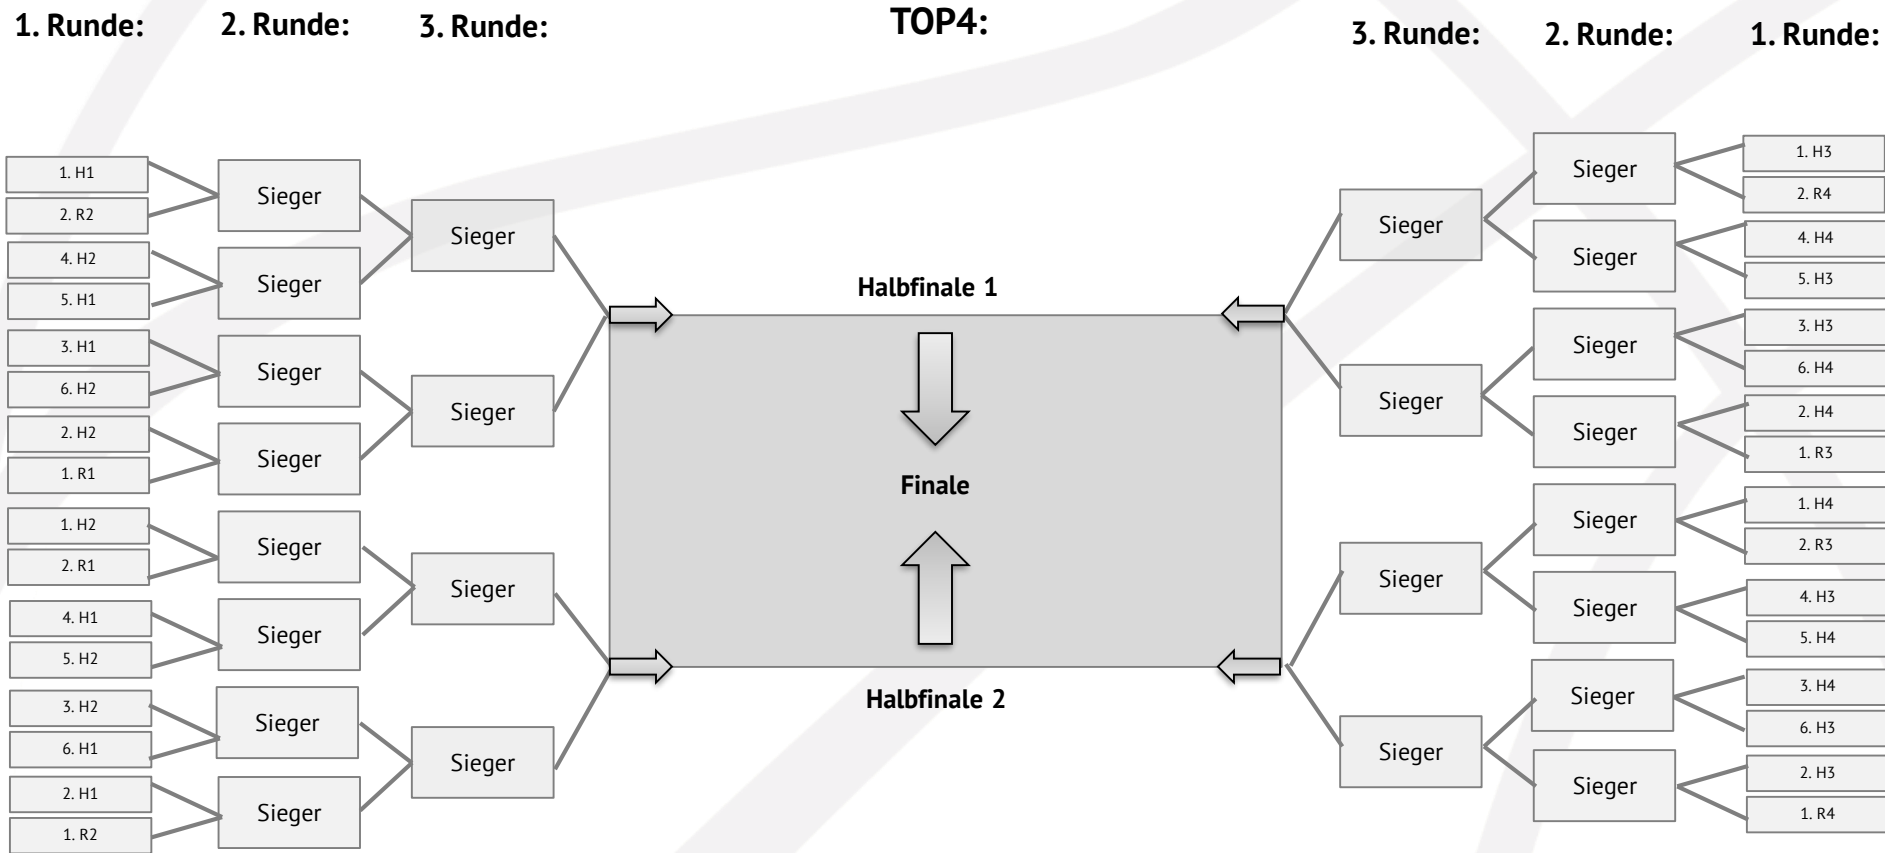 1. Runde:
2. Runde:
3. Runde:
TOP4:
3. Runde:
2. Runde:
1. Runde:
1. H1
2. R2
4. H2
5. H1
3. H1
6. H2
2. H2
1. R1
1. H2
2. R1
4. H1
5. H2
3. H2
6. H1
2. H1
1. R2
Sieger
Sieger
Sieger
Sieger
Sieger
Sieger
Sieger
Sieger
Sieger
Sieger
Sieger
Sieger
Halbfinale 1
Finale
Halbfinale 2
Sieger
Sieger
Sieger
Sieger
Sieger
Sieger
Sieger
Sieger
Sieger
Sieger
Sieger
Sieger
1. H3
2. R4
4. H4
5. H3
3. H3
6. H4
2. H4
1. R3
1. H4
2. R3
4. H3
5. H4
3. H4
6. H3
2. H3
1. R4